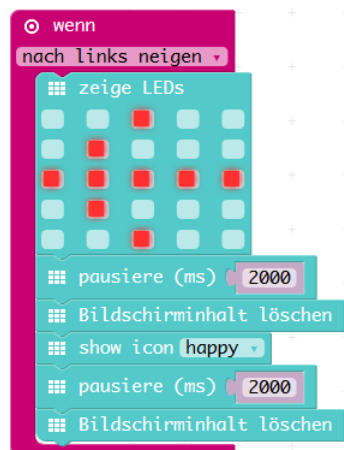 wenn
nach links neigen
zeige LEDs
pausiere (ms) 2000
Bildschirminhalt löschen
show icon happy
pausiere (ms) 2000
Bildschirminhalt löschen